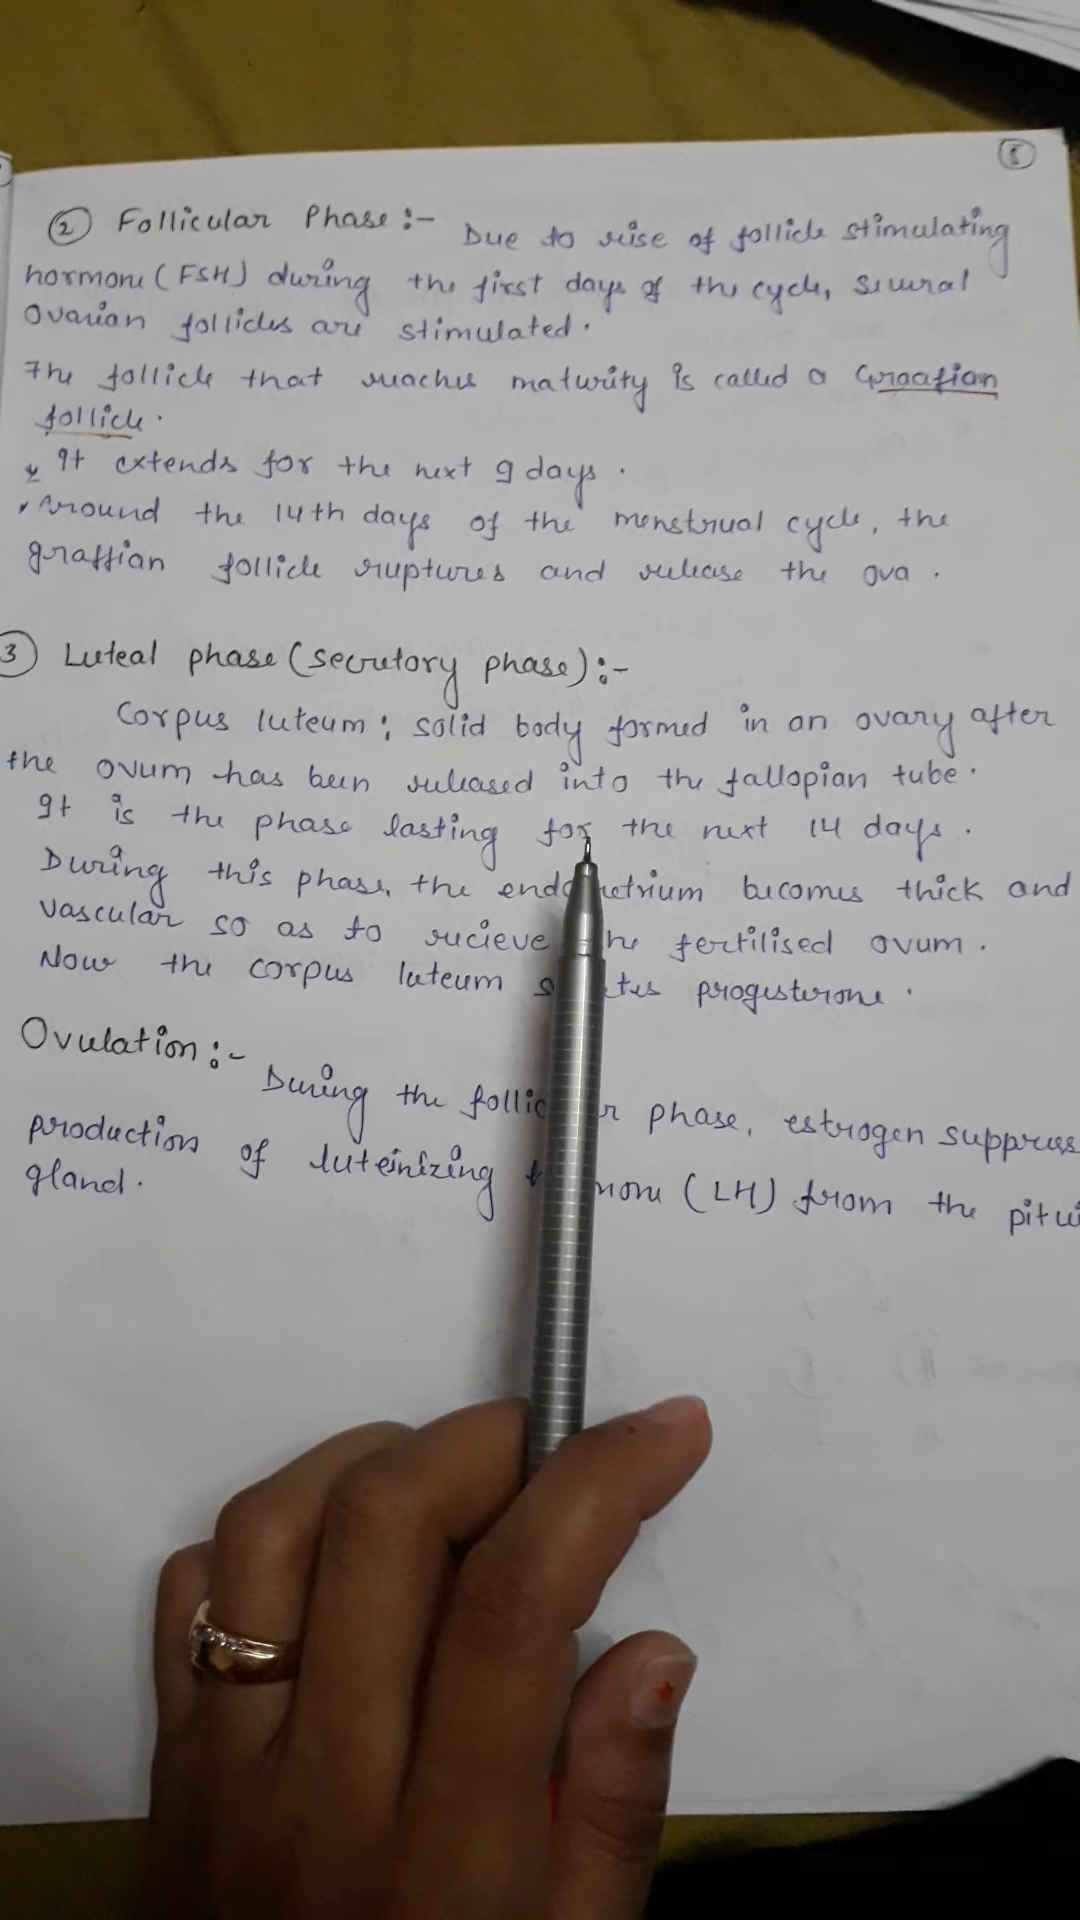 5
2 Follicular Phase :- Due to rise of follicle stimulating
hormone (FSH) during the first days of the cycle, several
Ovarian follicles are stimulated.
The follicle that reaches maturity is called a Graafian
follicle.
It extends for the next 9 days.
Around the 14th days of the menstrual cycle, the
graffian follicle ruptures and release the ova.
3 Luteal phase (secretory phase) :-
Corpus luteum : solid body formed in an ovary after
the ovum has been released into the fallopian tube.
It is the phase lasting for the next 14 days.
During this phase, the endometrium becomes thick and
vascular so as to recieve the fertilised ovum.
Now the corpus luteum progesterone.
Ovulation :- During the follicular phase, estrogen suppress
production of luteinizing (LH) from the
gland.